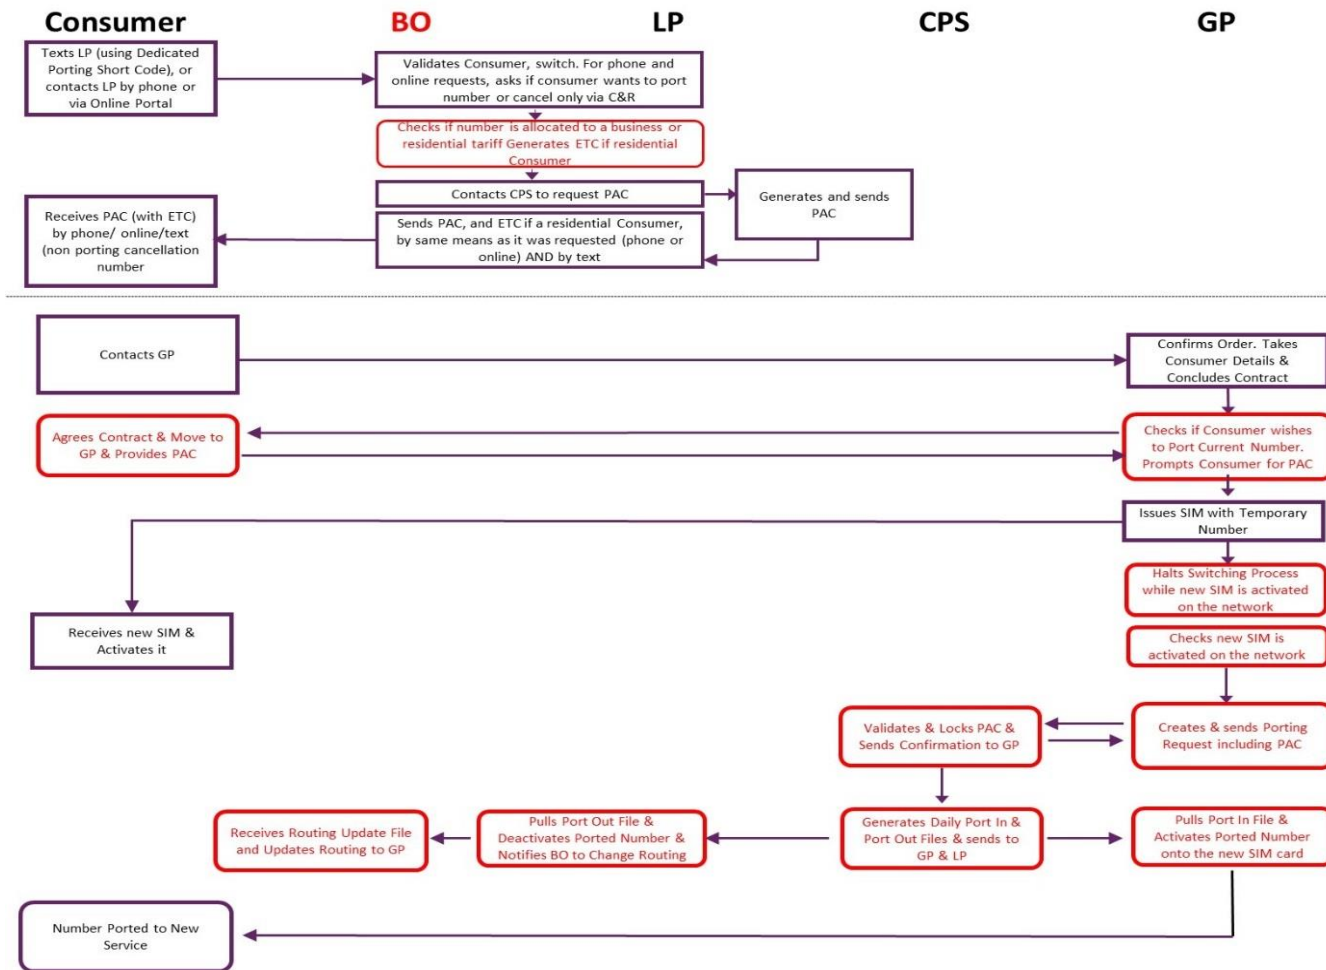 Consumer BO LP CPS GP
Texts LP (using Dedicated
Porting Short Code), or
contacts LP by phone or
via Online Portal
Validates Consumer, switch. For phone and
online requests, asks if consumer wants to port
number or cancel only via C&R
Checks if number is allocated to a business or
residential tariff Generates ETC if residential
Consumer
Contacts CPS to request PAC
Generates and sends
PAC
Sends PAC, and ETC if a residential Consumer,
by same means as it was requested (phone or
online) AND by text
Receives PAC (with ETC)
by phone/ online/text
(non porting cancellation
number
Contacts GP
Confirms Order. Takes
Consumer Details &
Concludes Contract
Checks if Consumer wishes
to Port Current Number.
Prompts Consumer for PAC
Agrees Contract & Move to
GP & Provides PAC
Issues SIM with Temporary
Number
Halts Switching Process
while new SIM is activated
on the network
Receives new SIM &
Activates it
Checks new SIM is
activated on the network
Creates & sends Porting
Request including PAC
Validates & Locks PAC &
Sends Confirmation to GP
Generates Daily Port In &
Port Out Files & sends to
GP & LP
Pulls Port Out File &
Deactivates Ported Number &
Notifies BO to Change Routing
Receives Routing Update File
and Updates Routing to GP
Pulls Port In File &
Activates Ported Number
onto the new SIM card
Number Ported to New
Service